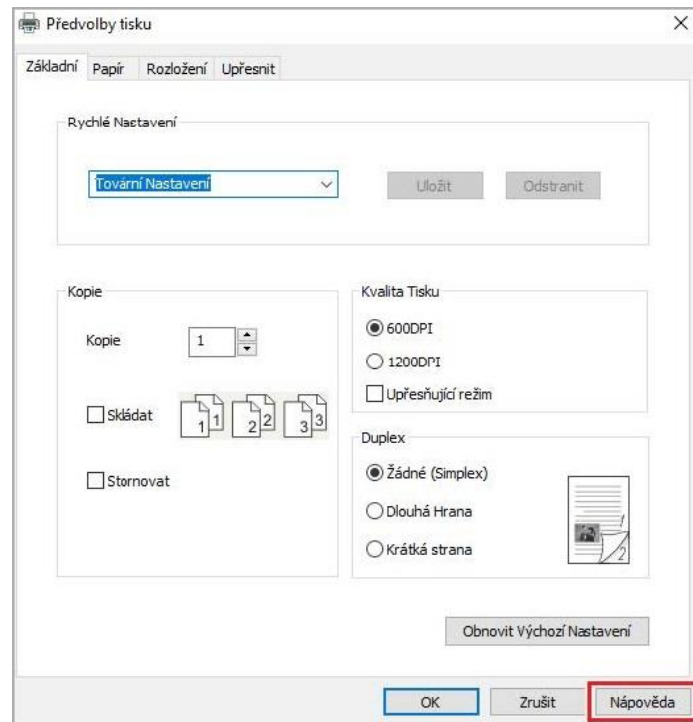 Předvolby tisku
Základní Papír Rozložení Upřesnit
Rychlé Nastavení
Tovární Nastavení Uložit Odstranit
Kopie
Kopie 1
Skládat 1 1 2 2 3 3
Stornovat
Kvalita Tisku
600DPI
1200DPI
Upřesňující režim
Duplex
Žádné (Simplex)
Dlouhá Hrana
Krátká strana
1
2
Obnovit Výchozí Nastavení
OK Zrušit Nápověda